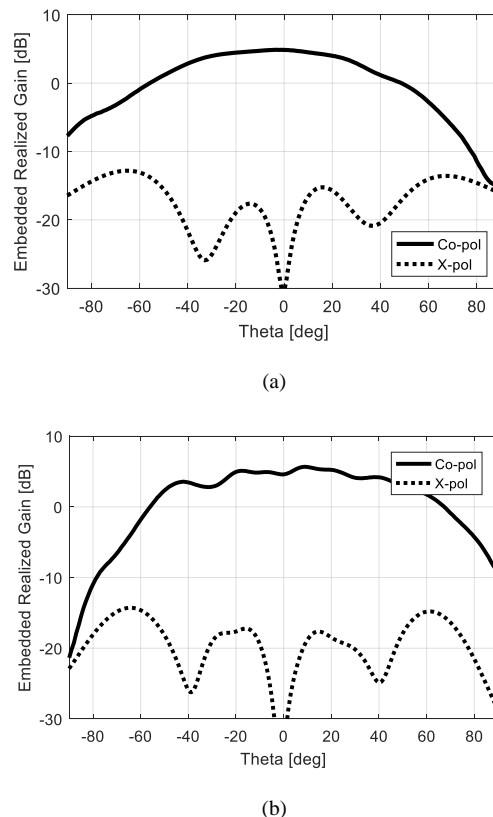 Embedded Realized Gain [dB]
10
0
-10
-20
-30
-80 -60 -40 -20 0 20 40 60 80
Theta [deg]
Co-pol
X-pol
(a)
Embedded Realized Gain [dB]
10
0
-10
-20
-30
-80 -60 -40 -20 0 20 40 60 80
Theta [deg]
Co-pol
X-pol
(b)